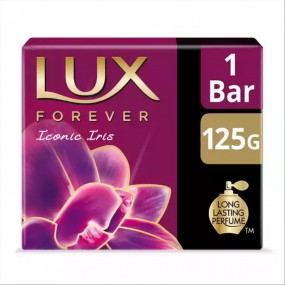 LUX
FOREVER
Iconic Iris
1
Bar
125G
LONG
LASTING
PERFUME
TM